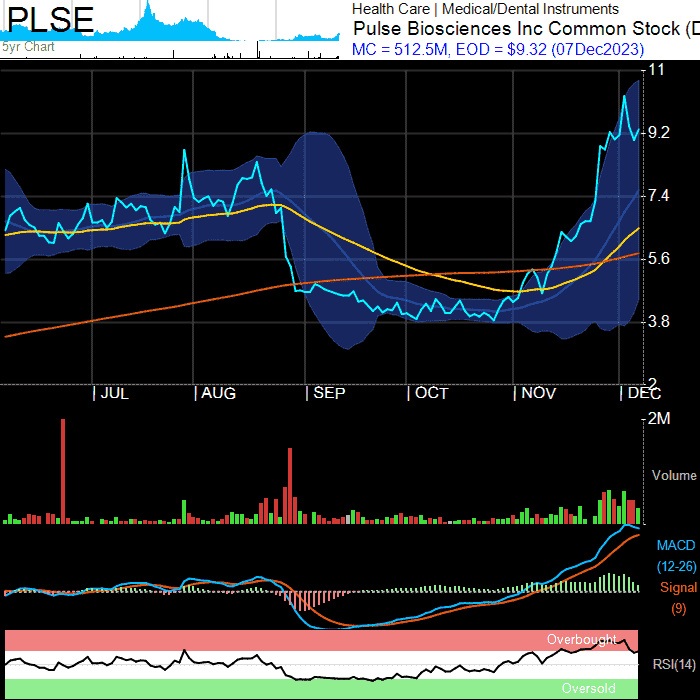 PLSE
5yr Chart
Health Care | Medical/Dental Instruments
Pulse Biosciences Inc Common Stock (D
MC = 512.5M, EOD = $9.32 (07Dec2023)
11
9.2
7.4
5.6
3.8
2
| JUL | AUG | SEP | OCT | NOV | DEC
2M
Volume
MACD
(12-26)
Signal
(9)
Overbought
RSI(14)
Oversold